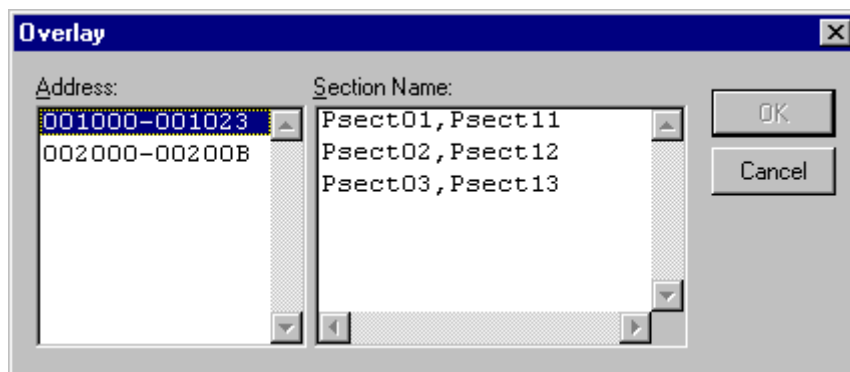 Overlay
Address:
001000-001023
002000-00200B
Section Name:
Psect01,Psect11
Psect02,Psect12
Psect03,Psect13
OK
Cancel